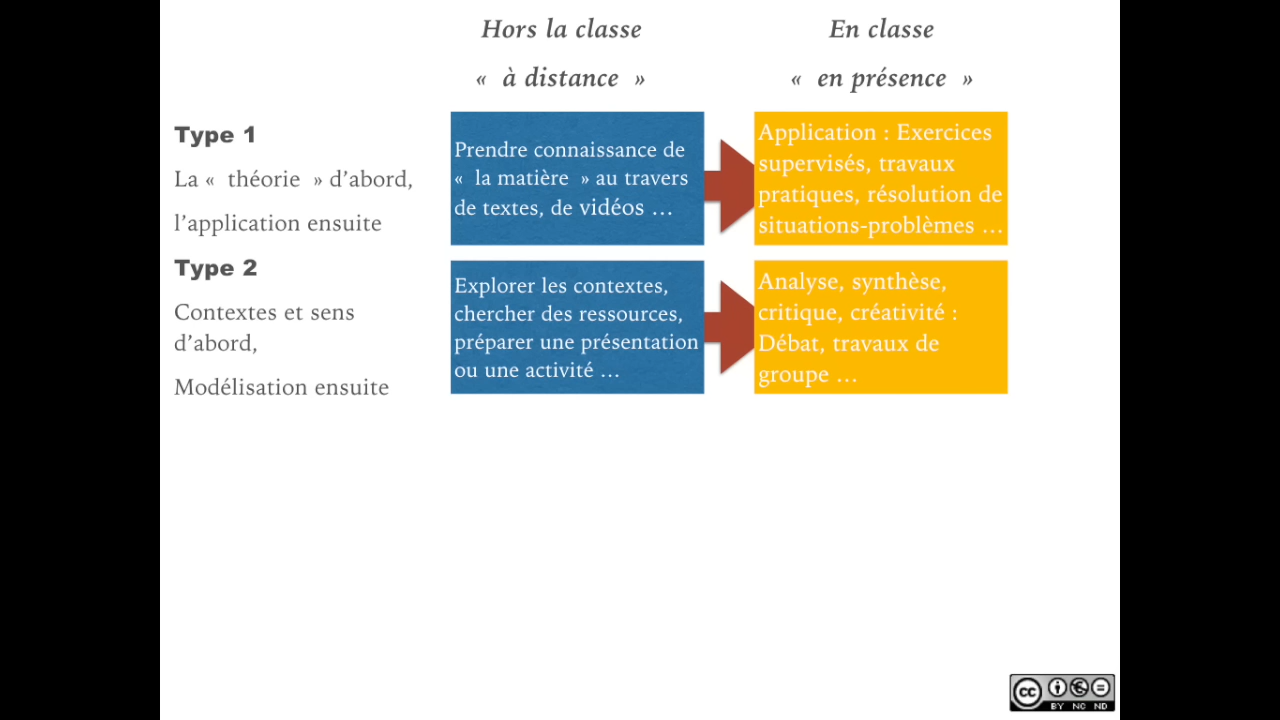 Hors la classe
« à distance »
En classe
« en présence »
Type 1
La « théorie » d’abord,
l’application ensuite
Prendre connaissance de
« la matière » au travers
de textes, de vidéos …
Application : Exercices
supervisés, travaux
pratiques, résolution de
situations-problèmes …
Type 2
Contextes et sens
d’abord,
Modélisation ensuite
Explorer les contextes,
chercher des ressources,
préparer une présentation
ou une activité …
Analyse, synthèse,
critique, créativité :
Débat, travaux de
groupe …
cc
BY NC ND